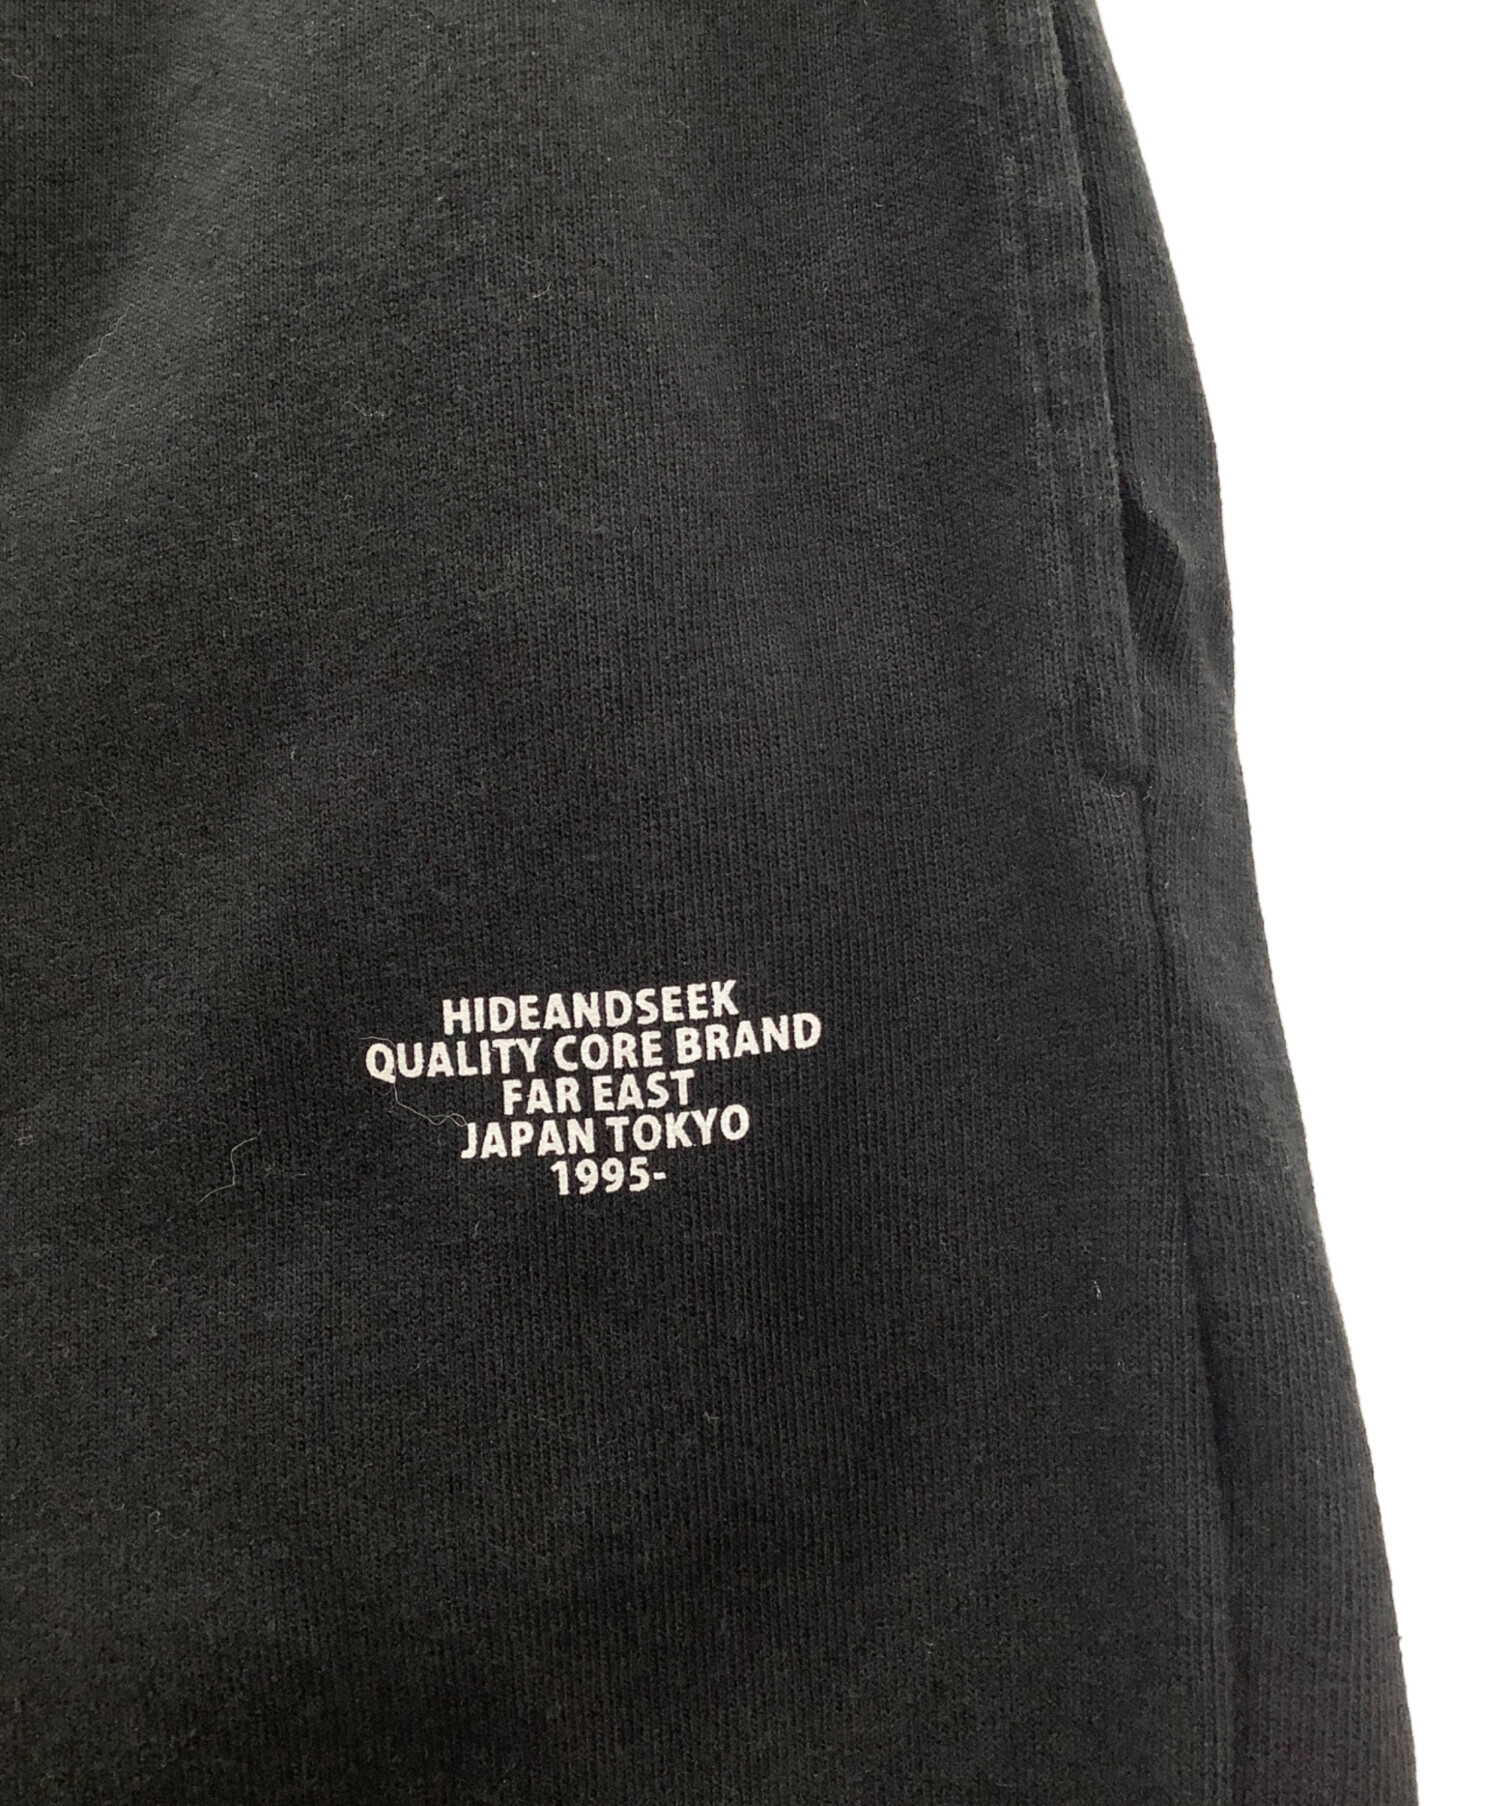 HIDEANDSEEK
QUALITY CORE BRAND
FAR EAST
JAPAN TOKYO
1995-